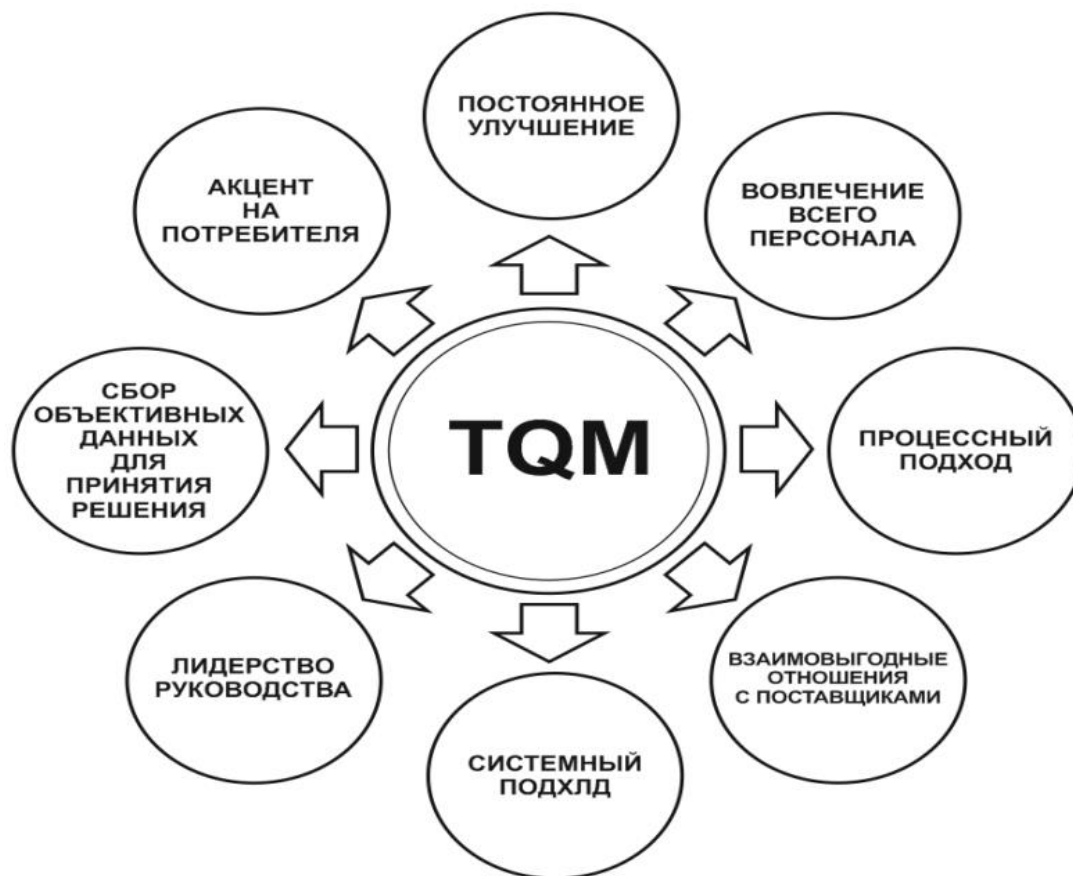 ПОСТОЯННОЕ
УЛУЧШЕНИЕ
АКЦЕНТ
НА
ПОТРЕБИТЕЛЯ
ВОВЛЕЧЕНИЕ
ВСЕГО
ПЕРСОНАЛА
СБОР
ОБЪЕКТИВНЫХ
ДАННЫХ
ДЛЯ
ПРИНЯТИЯ
РЕШЕНИЯ
TQM
ПРОЦЕССНЫЙ
ПОДХОД
ЛИДЕРСТВО
РУКОВОДСТВА
ВЗАИМОВЫГОДНЫЕ
ОТНОШЕНИЯ
С ПОСТАВЩИКАМИ
СИСТЕМНЫЙ
ПОДХЛД